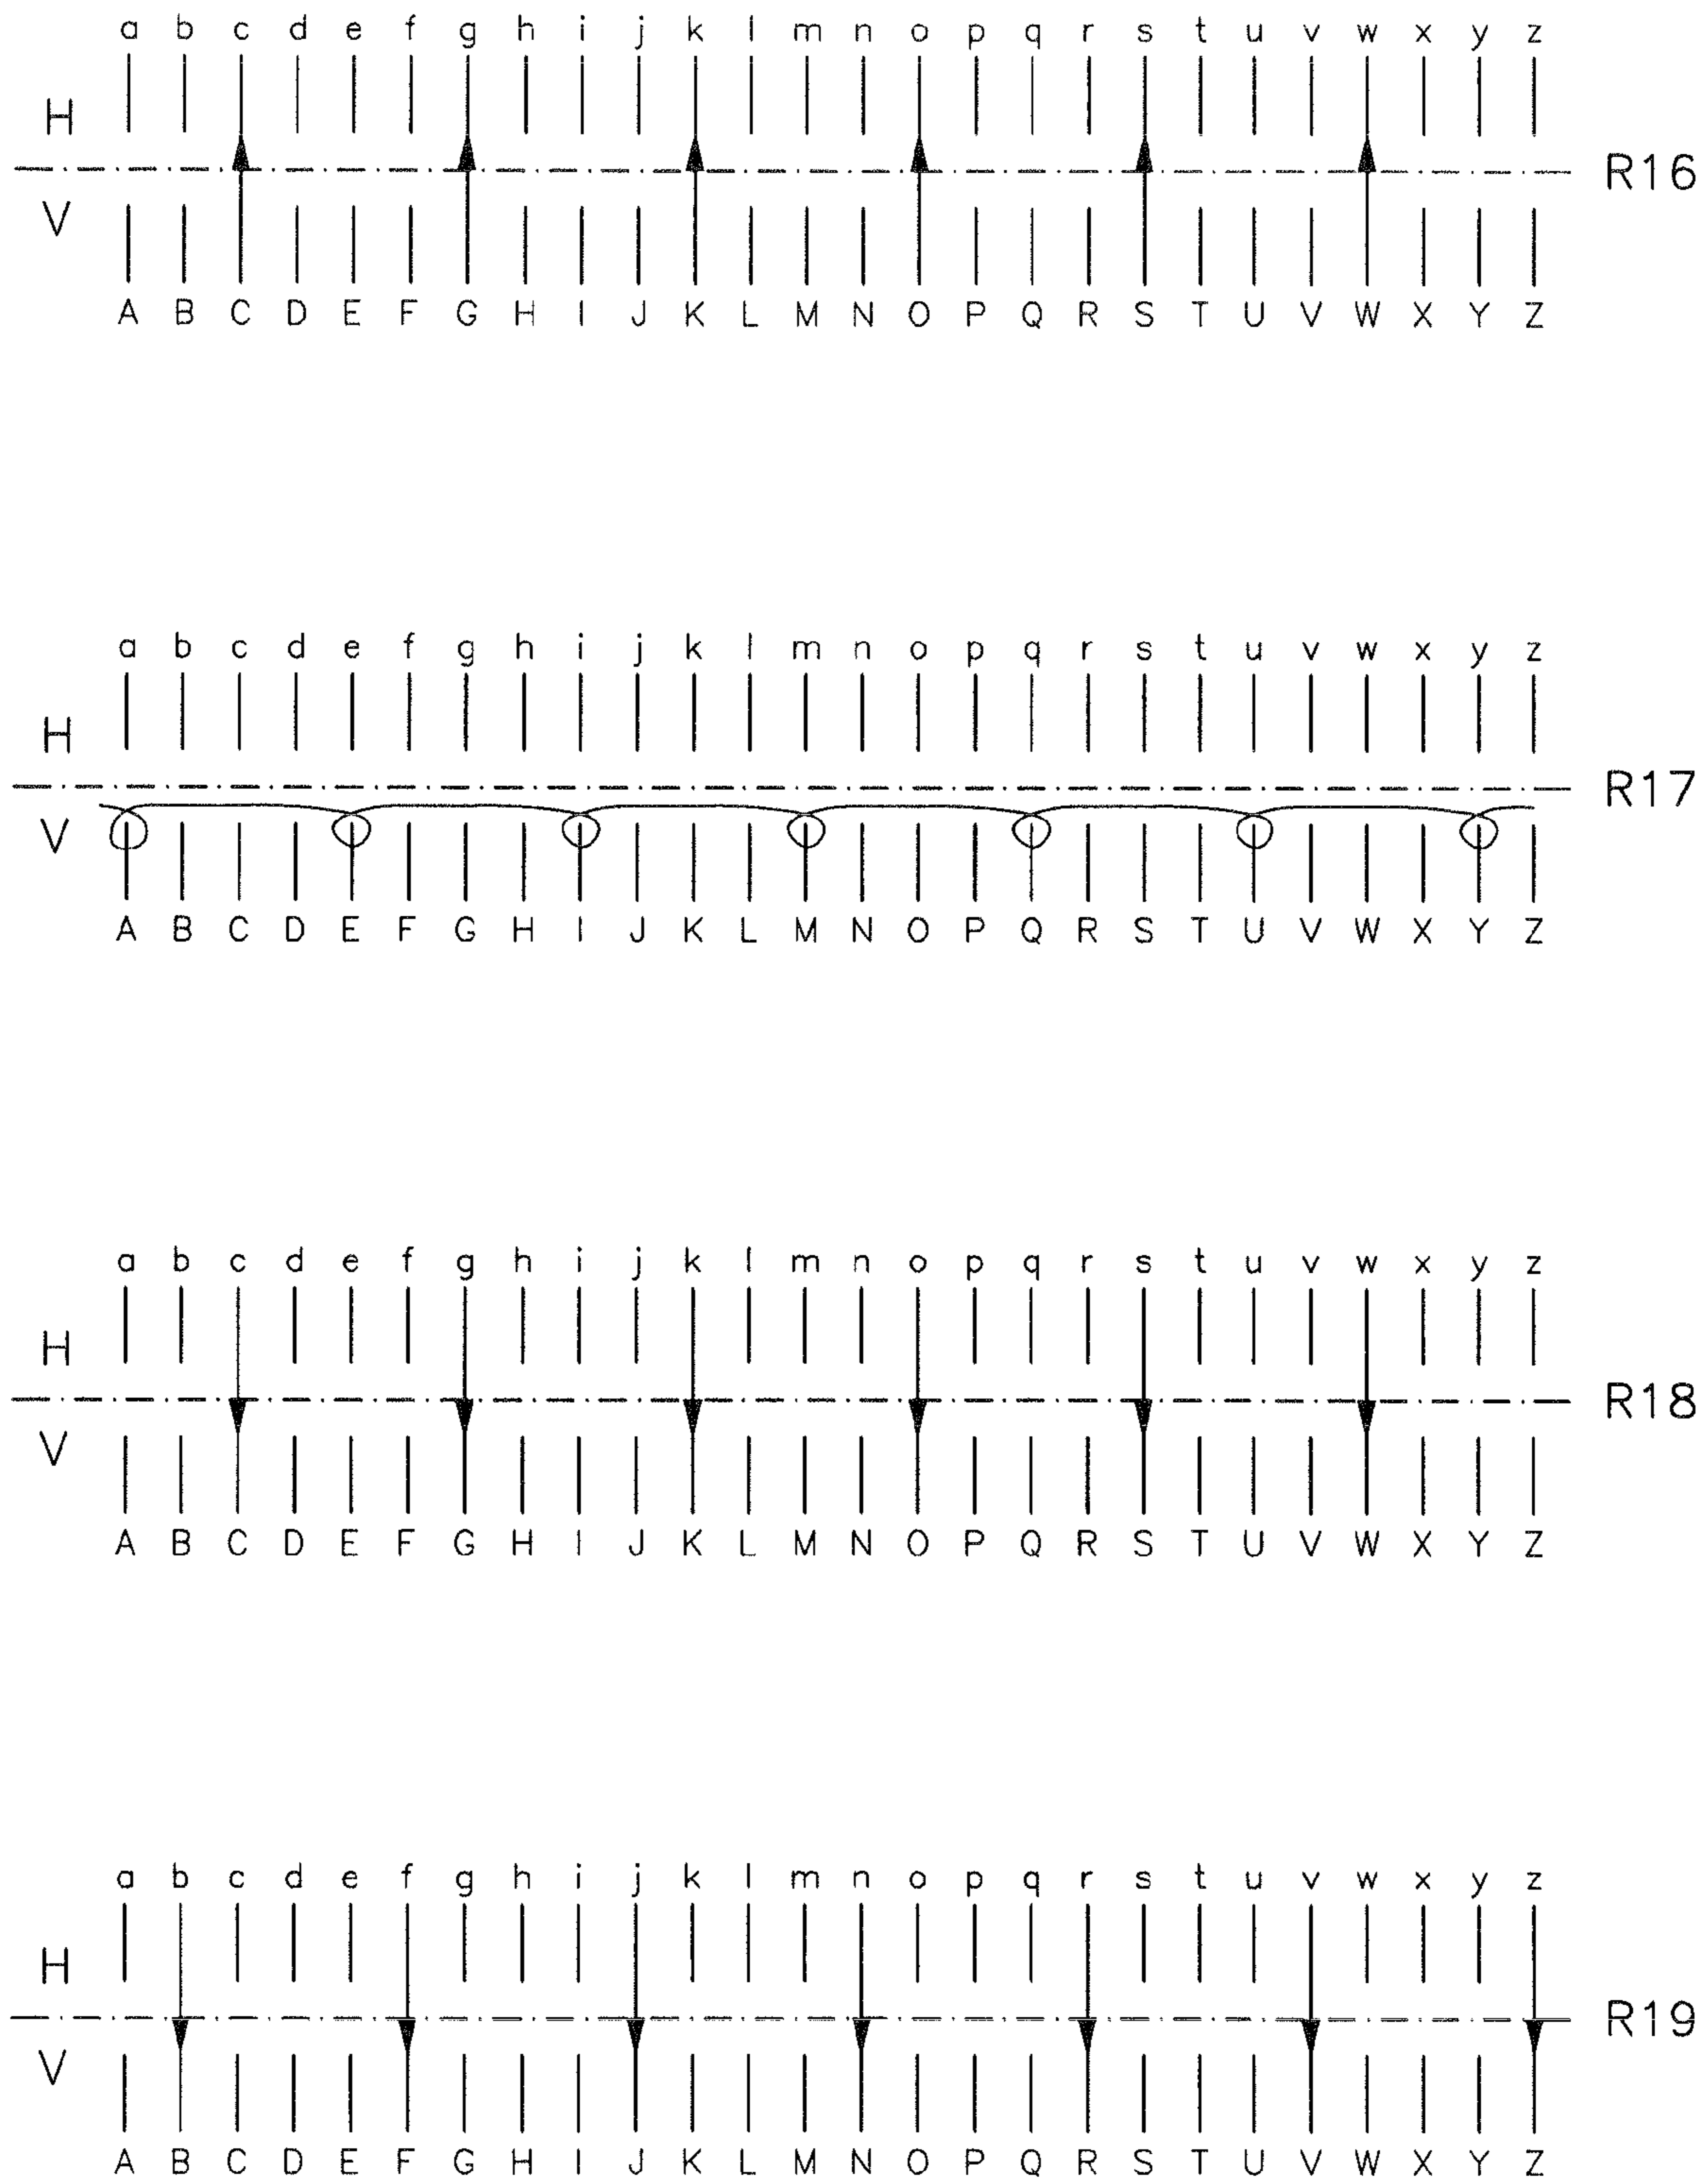 a b c d e f g h i j k l m n o p q r s t u v w x y z
H
R16
V
A B C D E F G H I J K L M N O P Q R S T U V W X Y Z
a b c d e f g h i j k l m n o p q r s t u v w x y z
H
R17
V
A B C D E F G H I J K L M N O P Q R S T U V W X Y Z
a b c d e f g h i j k l m n o p q r s t u v w x y z
H
R18
V
A B C D E F G H I J K L M N O P Q R S T U V W X Y Z
a b c d e f g h i j k l m n o p q r s t u v w x y z
H
R19
V
A B C D E F G H I J K L M N O P Q R S T U V W X Y Z